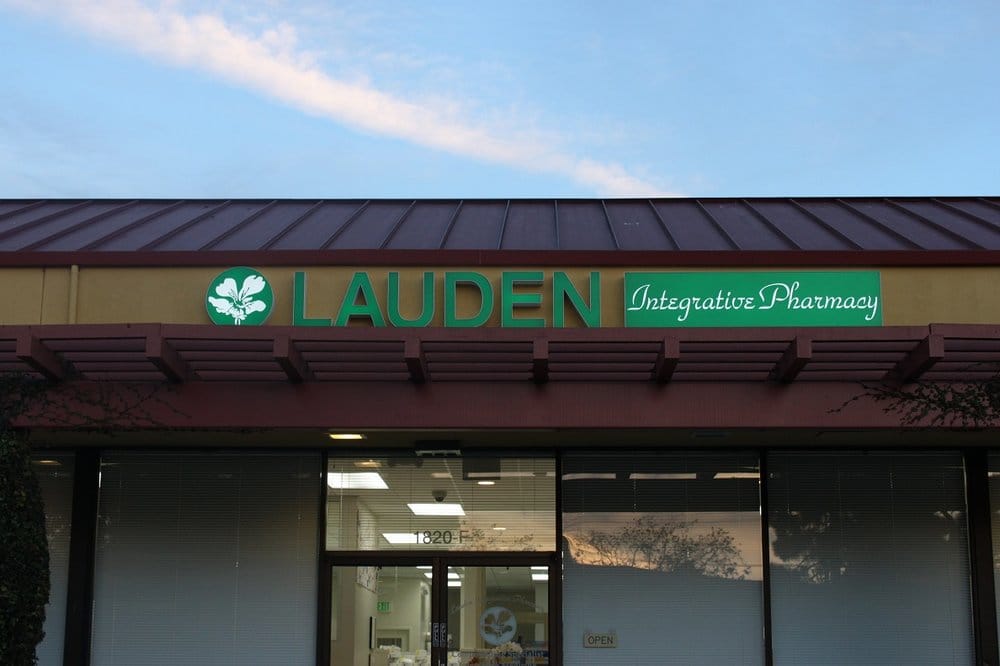 LAUDEN
Integrative Pharmacy
1820-F
OPEN